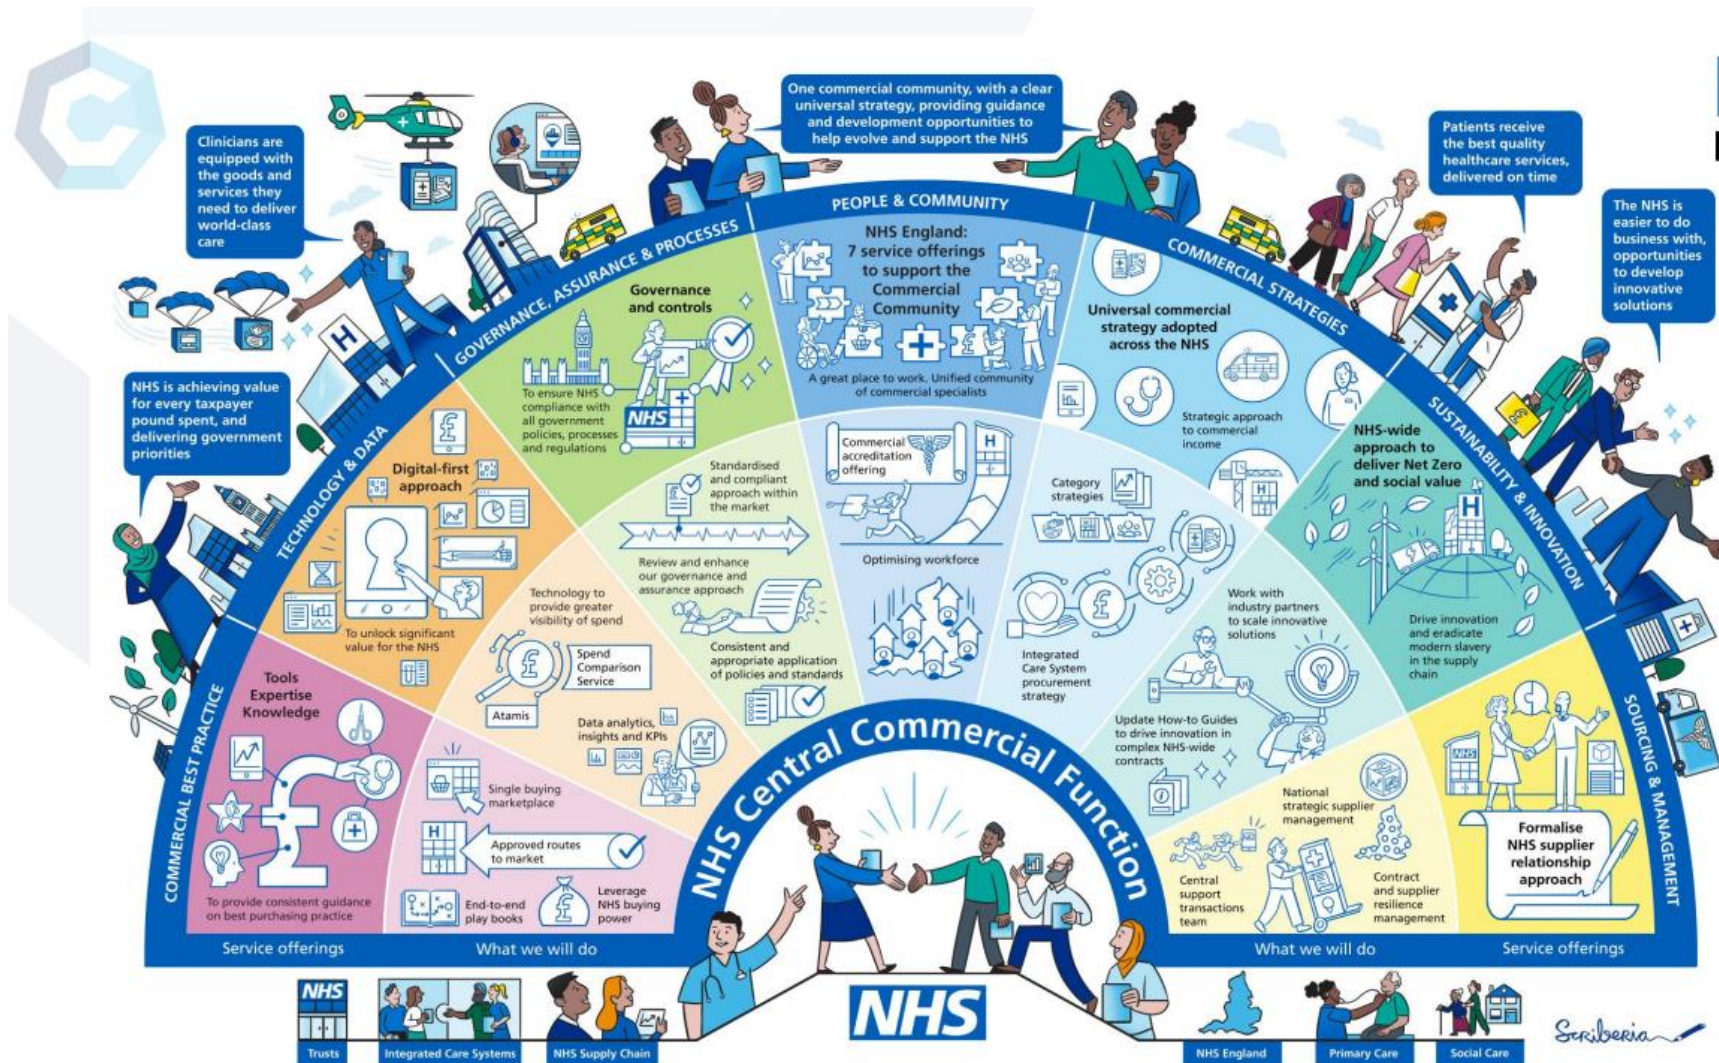 One commercial community, with a clear
universal strategy, providing guidance
and development opportunities to
help evolve and support the NHS
Clinicians are
equipped with
the goods and
services they
need to deliver
world-class
care
NHS is achieving value
for every taxpayer
pound spent, and
delivering government
priorities
Patients receive
the best quality
healthcare services,
delivered on time
The NHS is
easier to do
business with,
opportunities
to develop
innovative
solutions
COMMERCIAL BEST PRACTICE
TECHNOLOGY & DATA
GOVERNANCE, ASSURANCE & PROCESSES
PEOPLE & COMMUNITY
COMMERCIAL STRATEGIES
SUSTAINABILITY & INNOVATION
SOURCING & MANAGEMENT
Tools
Expertise
Knowledge
To provide consistent guidance
on best purchasing practice
Single buying
marketplace
Approved routes
to market
End-to-end
play books
Leverage
NHS buying
power
Digital-first
approach
To unlock significant
value for the NHS
Technology to
provide greater
visibility of spend
Spend
Comparison
Service
Atamis
Data analytics,
insights and KPIs
Governance
and controls
To ensure NHS
compliance with
all government
policies, processes
and regulations
NHS
Standardised
and compliant
approach within
the market
Review and enhance
our governance and
assurance approach
Consistent and
appropriate application
of policies and standards
NHS England:
7 service offerings
to support the
Commercial
Community
A great place to work, Unified community
of commercial specialists
Commercial
accreditation
offering
H
Optimising workforce
Universal commercial
strategy adopted
across the NHS
Strategic approach
to commercial
income
H
Category
strategies
Integrated
Care System
procurement
strategy
NHS-wide
approach to
deliver Net Zero
and social value
H
Drive innovation
and eradicate
modern slavery
in the supply
chain
Work with
industry partners
to scale innovative
solutions
Update How-to Guides
to drive innovation in
complex NHS-wide
contracts
NHS
Formalise
NHS supplier
relationship
approach
National
strategic supplier
management
Central
support
transactions
team
Contract
and supplier
resilience
management
H
H
NHS Central Commercial Function
Service offerings
What we will do
What we will do
Service offerings
NHS
Trusts
Integrated Care Systems
NHS Supply Chain
NHS
NHS England
Primary Care
Social Care
Scriberia